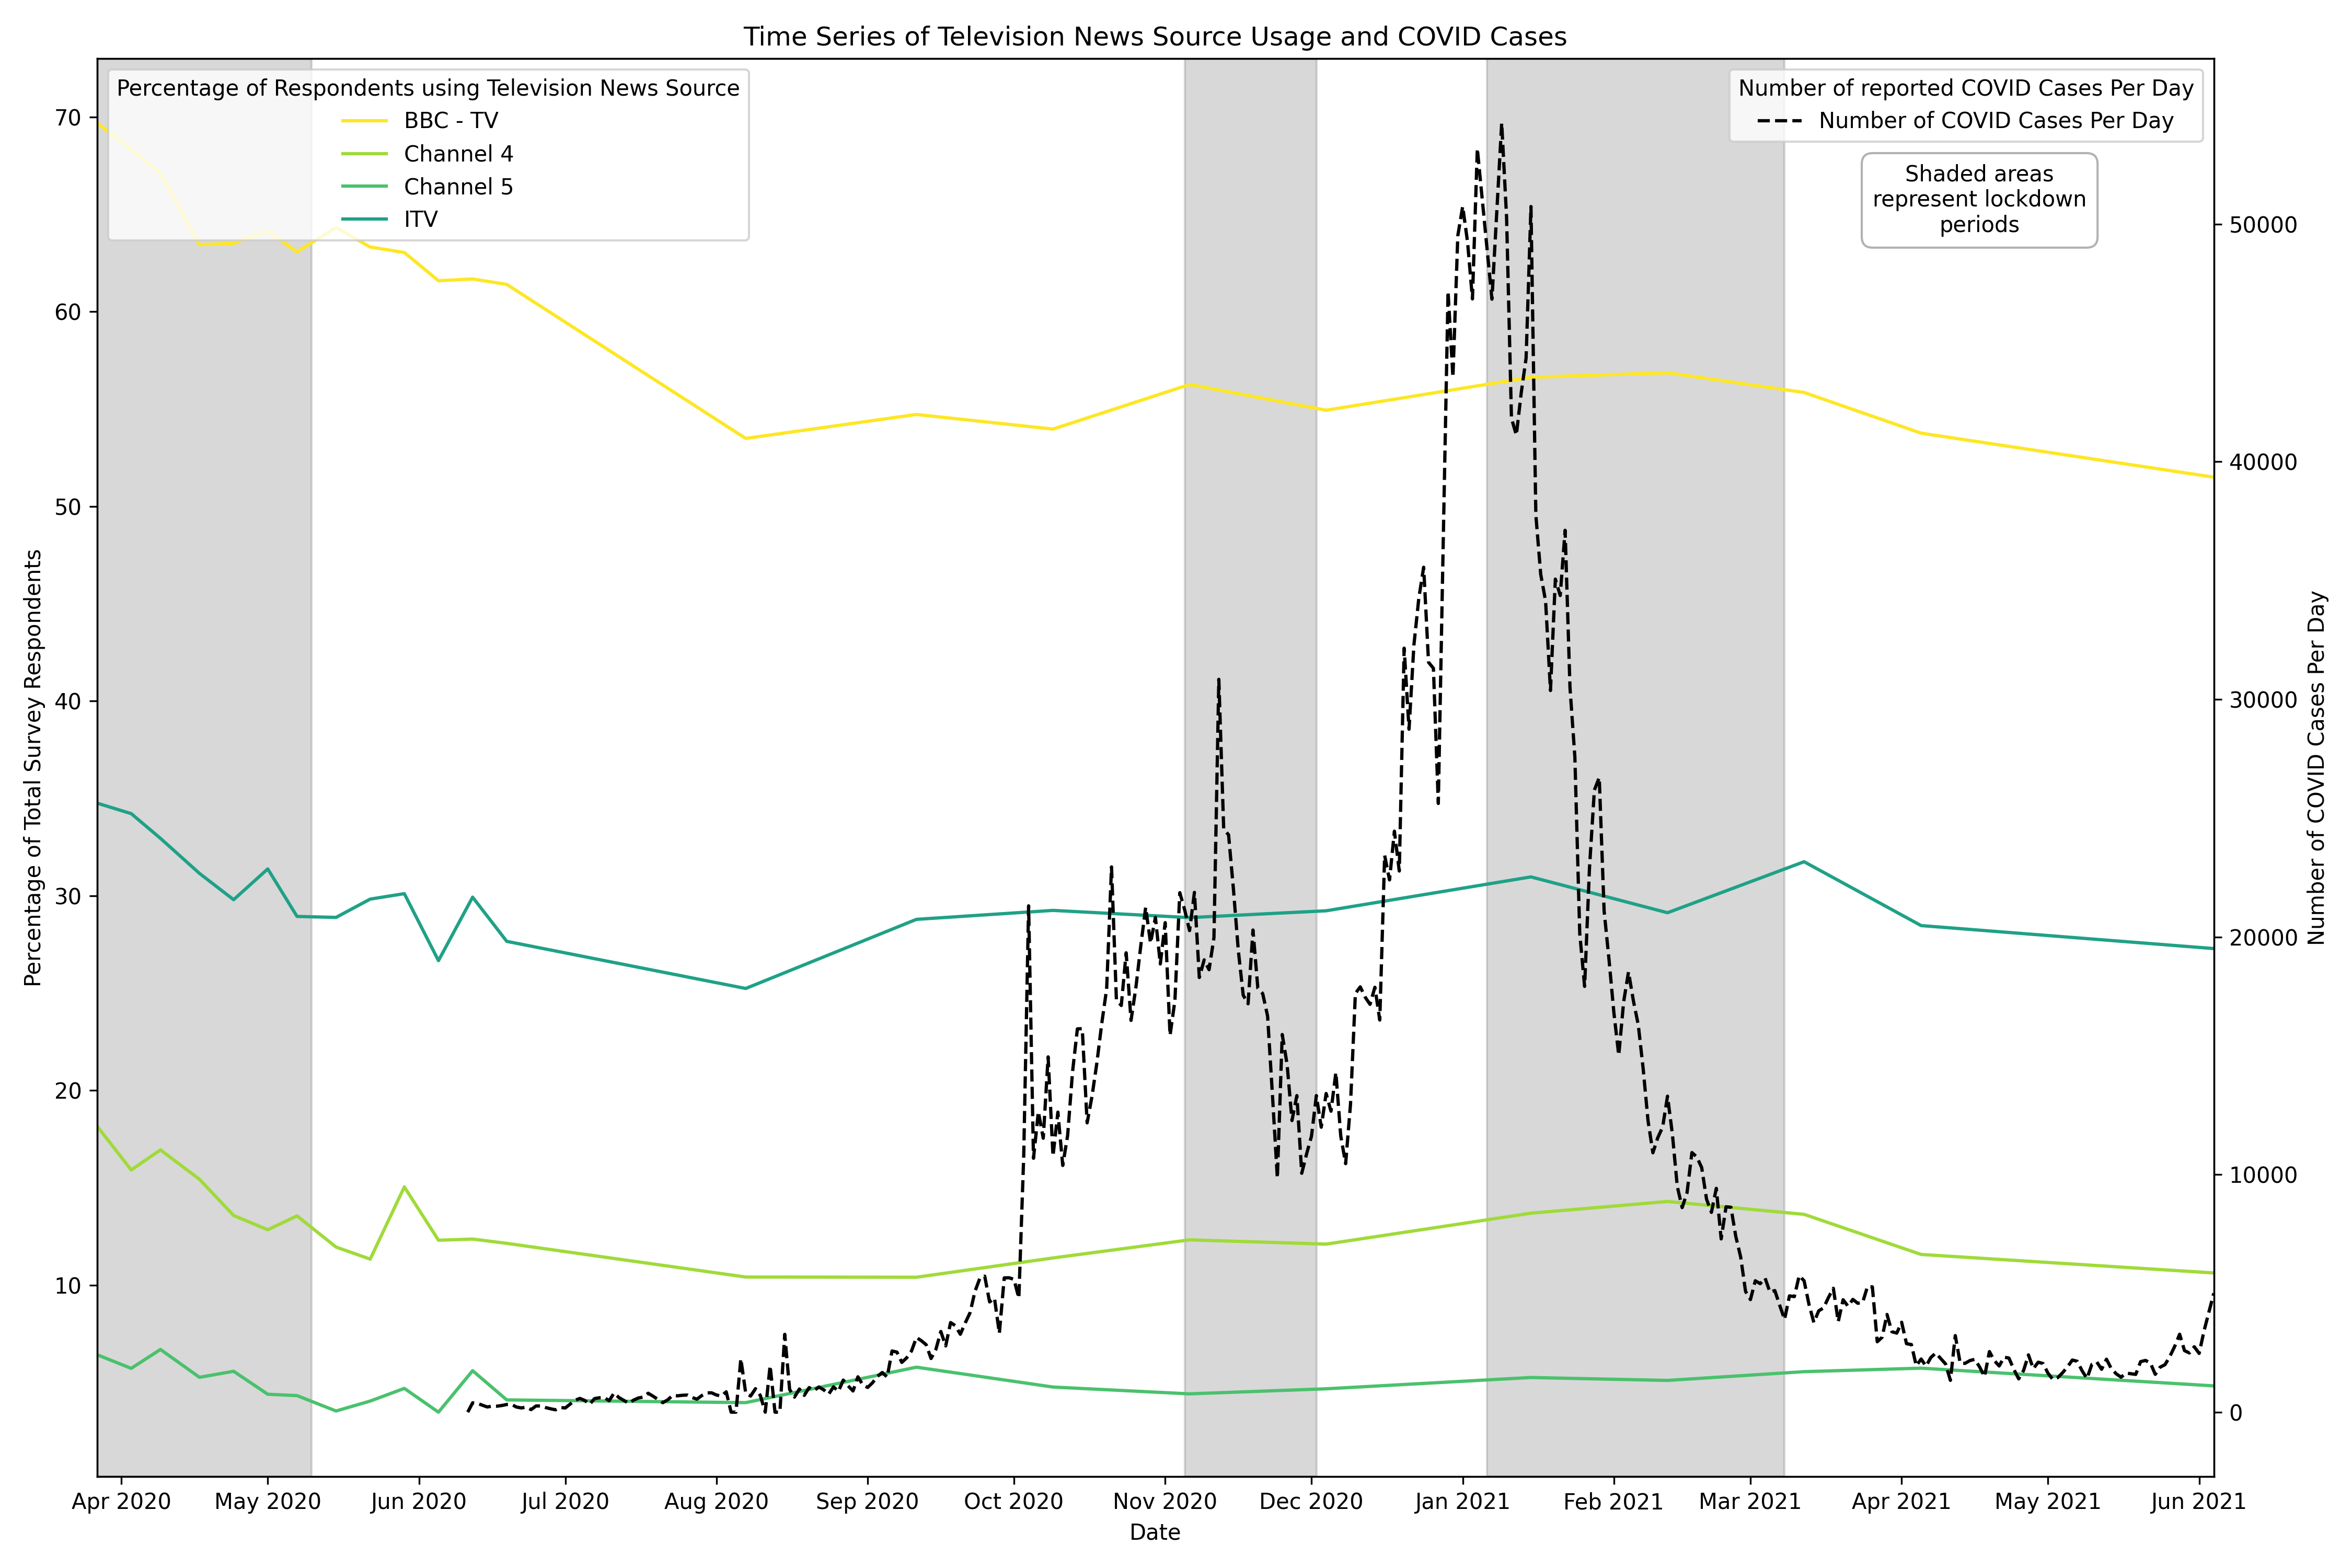 Time Series of Television News Source Usage and COVID Cases
Percentage of Respondents using Television News Source
BBC - TV
Channel 4
Channel 5
ITV
Number of reported COVID Cases Per Day
Number of COVID Cases Per Day
Shaded areas
represent lockdown
periods
Percentage of Total Survey Respondents
70
60
50
40
30
20
10
Number of COVID Cases Per Day
50000
40000
30000
20000
10000
0
Apr 2020
May 2020
Jun 2020
Jul 2020
Aug 2020
Sep 2020
Oct 2020
Nov 2020
Dec 2020
Jan 2021
Feb 2021
Mar 2021
Apr 2021
May 2021
Jun 2021
Date